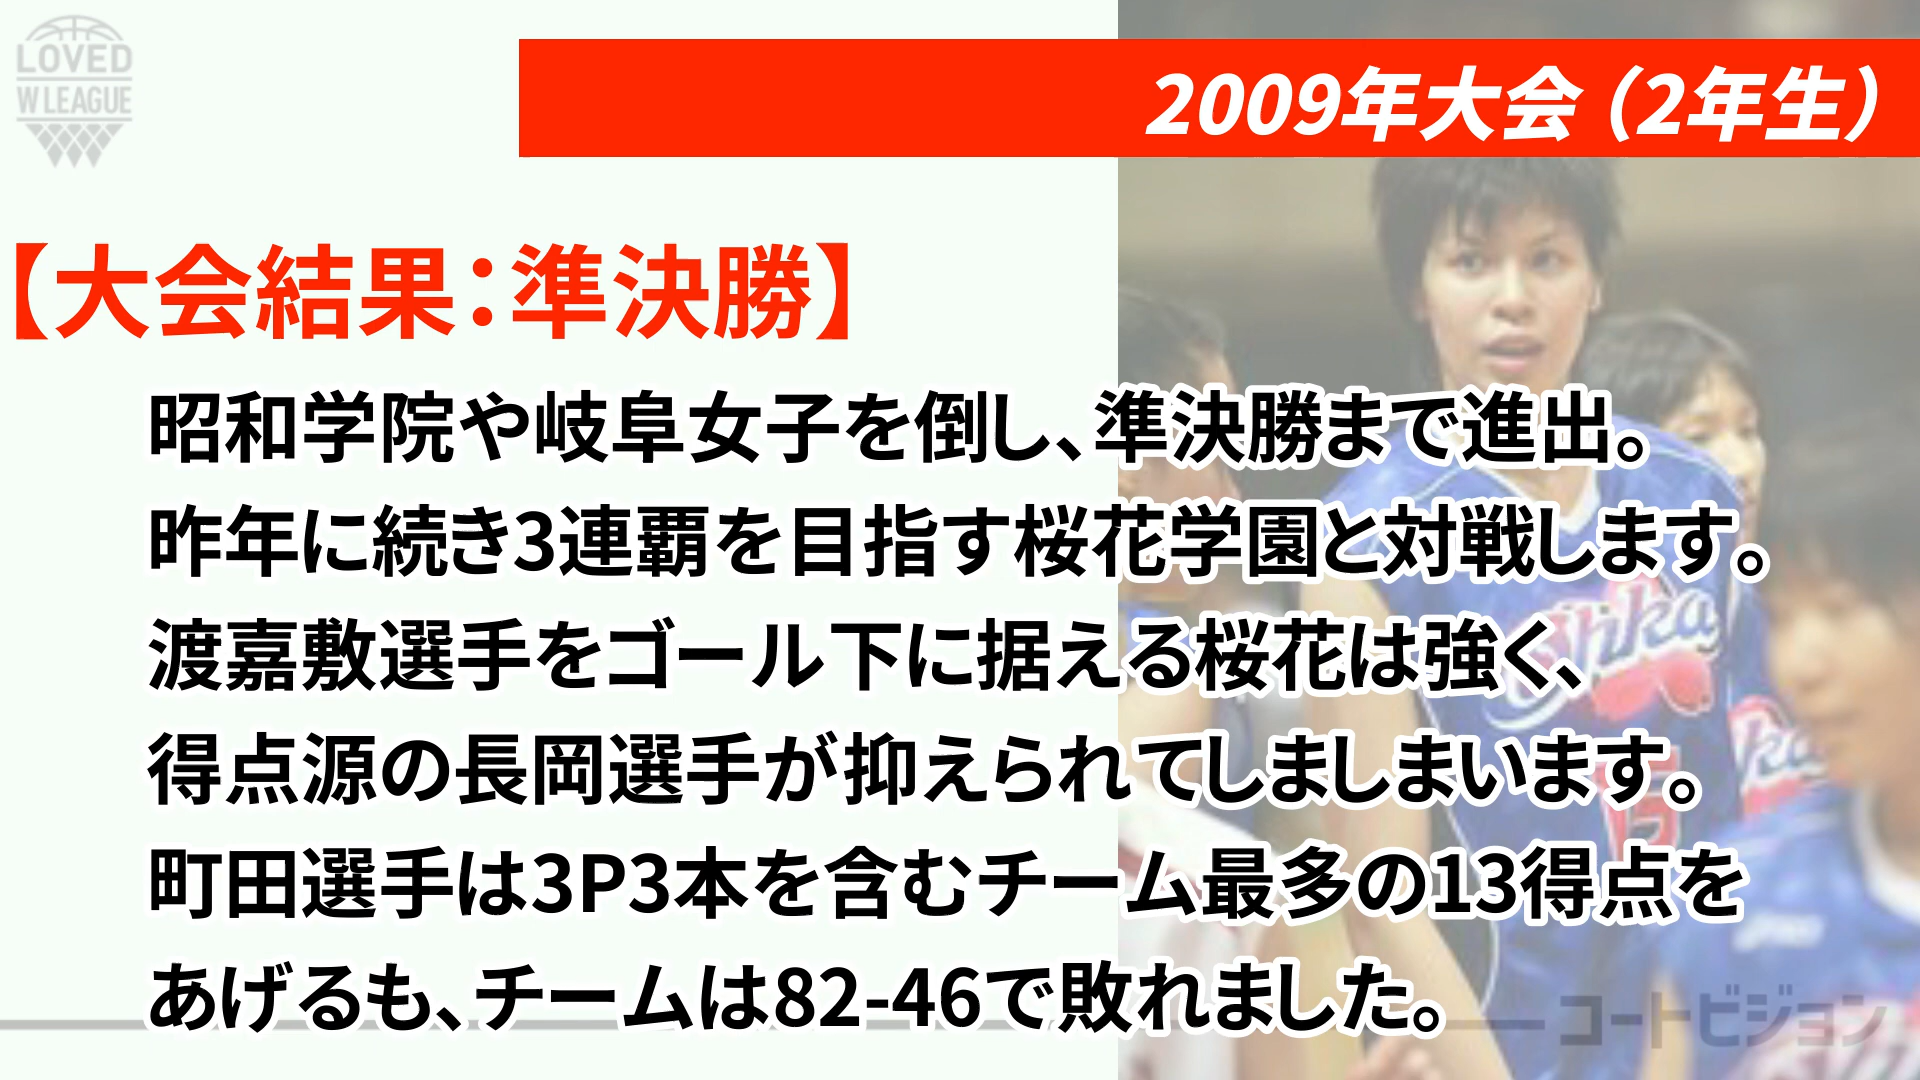 LOVED
W LEAGUE
2009年大会（2年生）
【大会結果：準決勝】
昭和学院や岐阜女子を倒し、準決勝まで進出。
昨年に続き3連覇を目指す桜花学園と対戦します。
渡嘉敷選手をゴール下に据える桜花は強く、
得点源の長岡選手が抑えられてしましまいます。
町田選手は3P3本を含むチーム最多の13得点を
あげるも、チームは82-46で敗れました。
コートビジョン